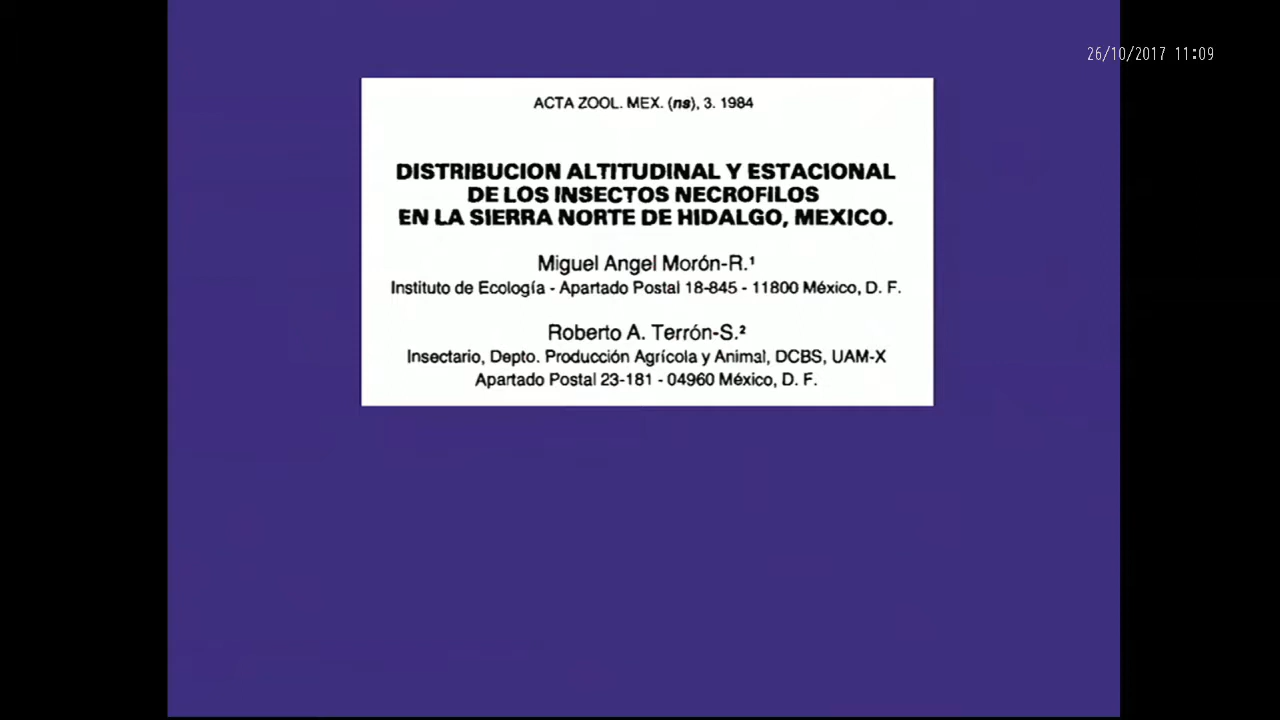 26/10/2017 11:09
ACTA ZOOL. MEX. (ns), 3. 1984
DISTRIBUCION ALTITUDINAL Y ESTACIONAL
DE LOS INSECTOS NECROFILOS
EN LA SIERRA NORTE DE HIDALGO, MEXICO.
Miguel Angel Morón-R.¹
Instituto de Ecología - Apartado Postal 18-845 - 11800 México, D. F.
Roberto A. Terrón-S.²
Insectario, Depto. Producción Agrícola y Animal, DCBS, UAM-X
Apartado Postal 23-181 - 04960 México, D. F.